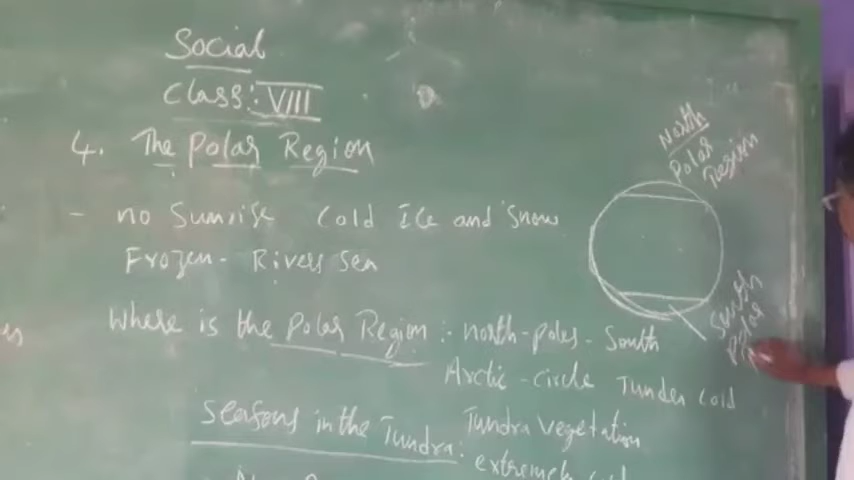 Social
Class: VIII
4. The Polar Region
North
Polar
Region
- no Sunrise Cold Ice and Snow
Frozen - Rivers Sea
Where is the Polar Region :- north-poles - South
South
Polar
Arctic - circle Tunder cold
Seasons in the Tundra: Tundra vegetation
extremely